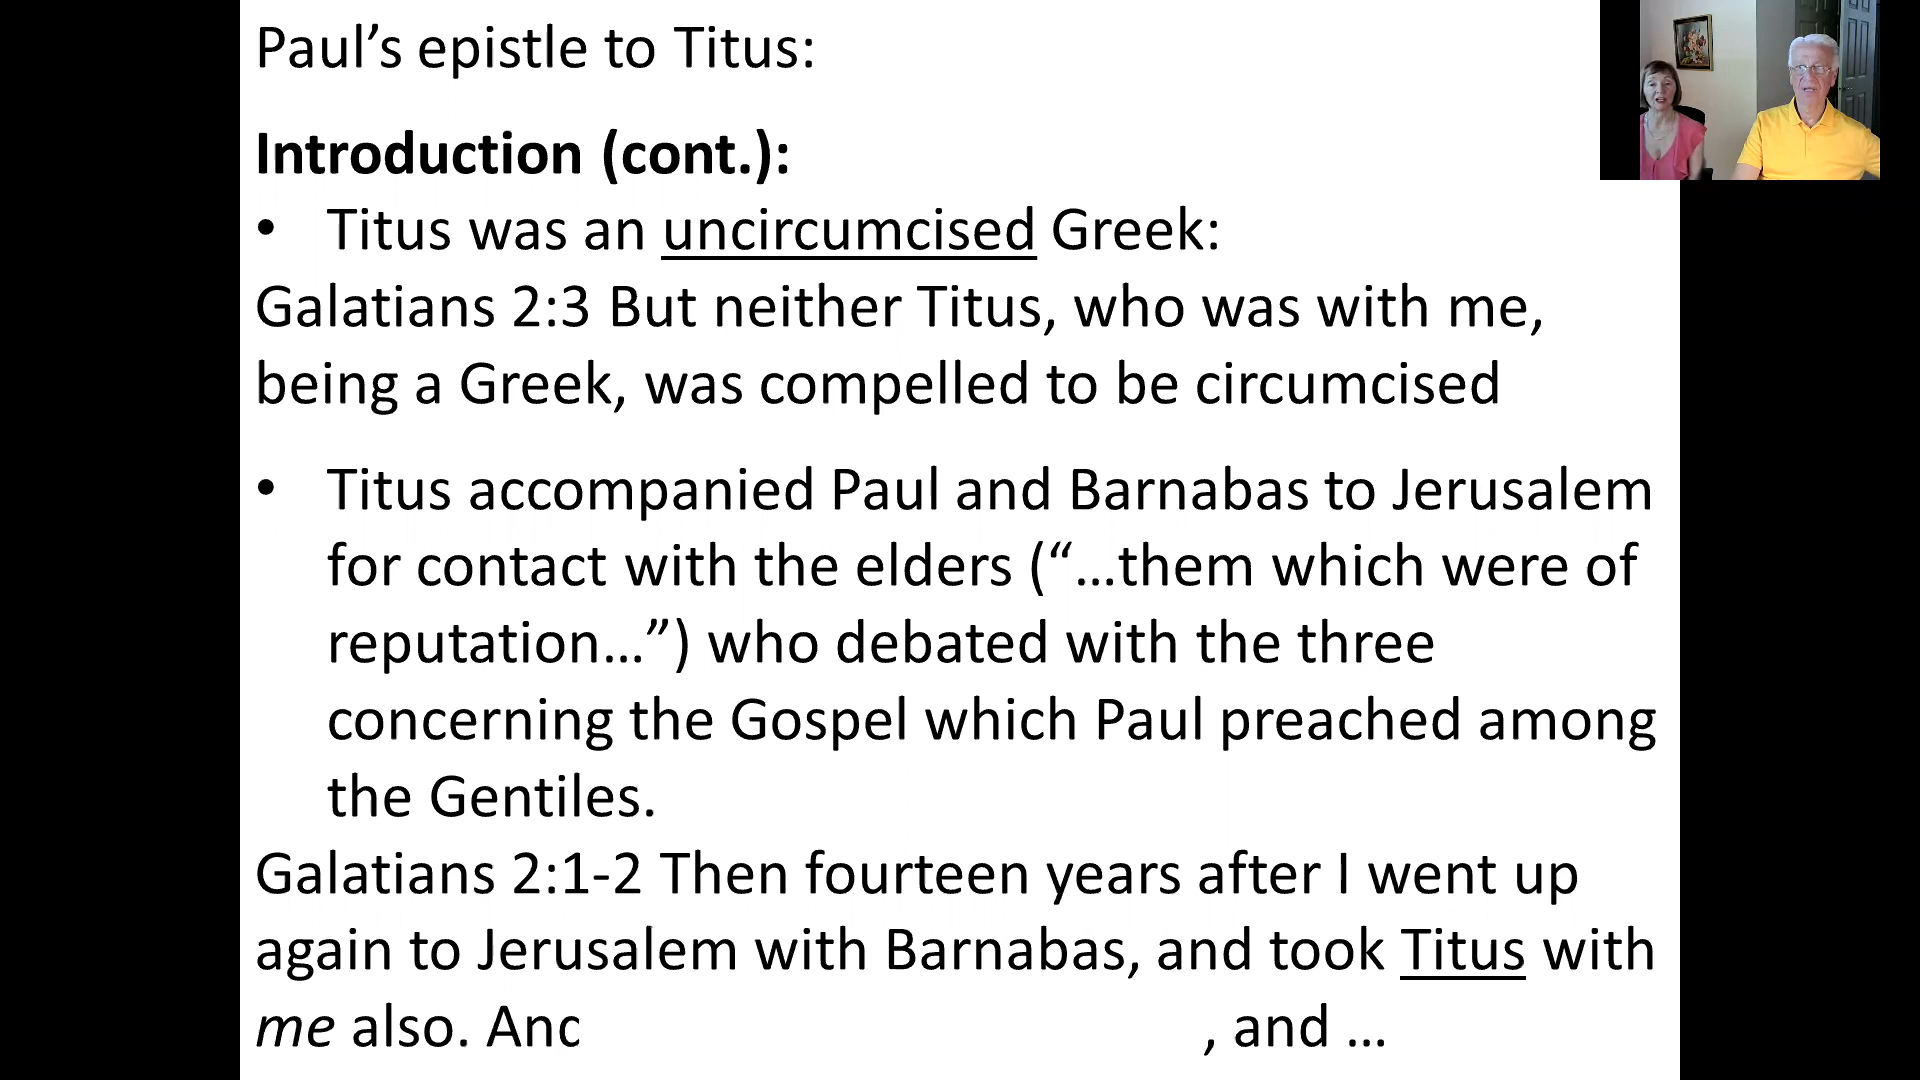 Paul’s epistle to Titus:
Introduction (cont.):
• Titus was an uncircumcised Greek:
Galatians 2:3 But neither Titus, who was with me,
being a Greek, was compelled to be circumcised
• Titus accompanied Paul and Barnabas to Jerusalem
for contact with the elders (“…them which were of
reputation…”) who debated with the three
concerning the Gospel which Paul preached among
the Gentiles.
Galatians 2:1-2 Then fourteen years after I went up
again to Jerusalem with Barnabas, and took Titus with
me also. , and …